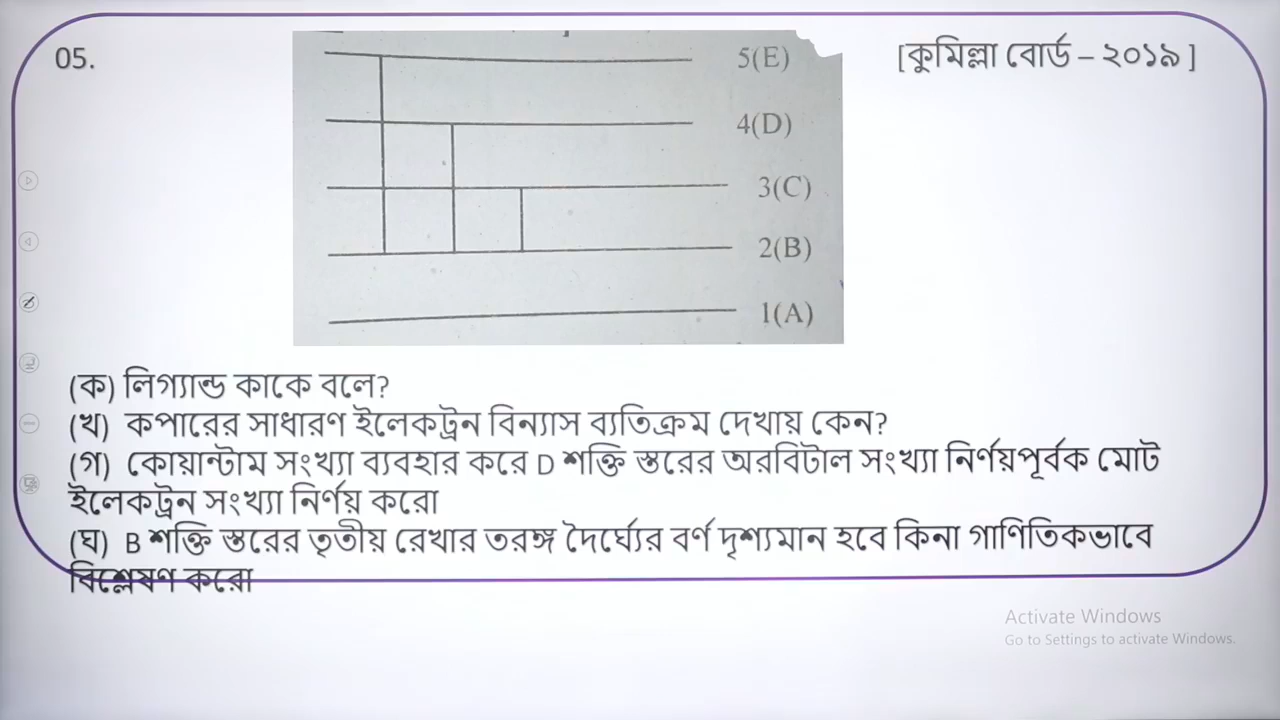 05.
[কুমিল্লা বোর্ড – ২০১৯ ]
5(E)
4(D)
3(C)
2(B)
1(A)
(ক) লিগ্যান্ড কাকে বলে?
(খ) কপারের সাধারণ ইলেকট্রন বিন্যাস ব্যতিক্রম দেখায় কেন?
(গ) কোয়ান্টাম সংখ্যা ব্যবহার করে D শক্তি স্তরের অরবিটাল সংখ্যা নির্ণয়পূর্বক মোট
ইলেকট্রন সংখ্যা নির্ণয় করো
(ঘ) B শক্তি স্তরের তৃতীয় রেখার তরঙ্গ দৈর্ঘ্যের বর্ণ দৃশ্যমান হবে কিনা গাণিতিকভাবে
বিশ্লেষণ করো
Activate Windows
Go to Settings to activate Windows.